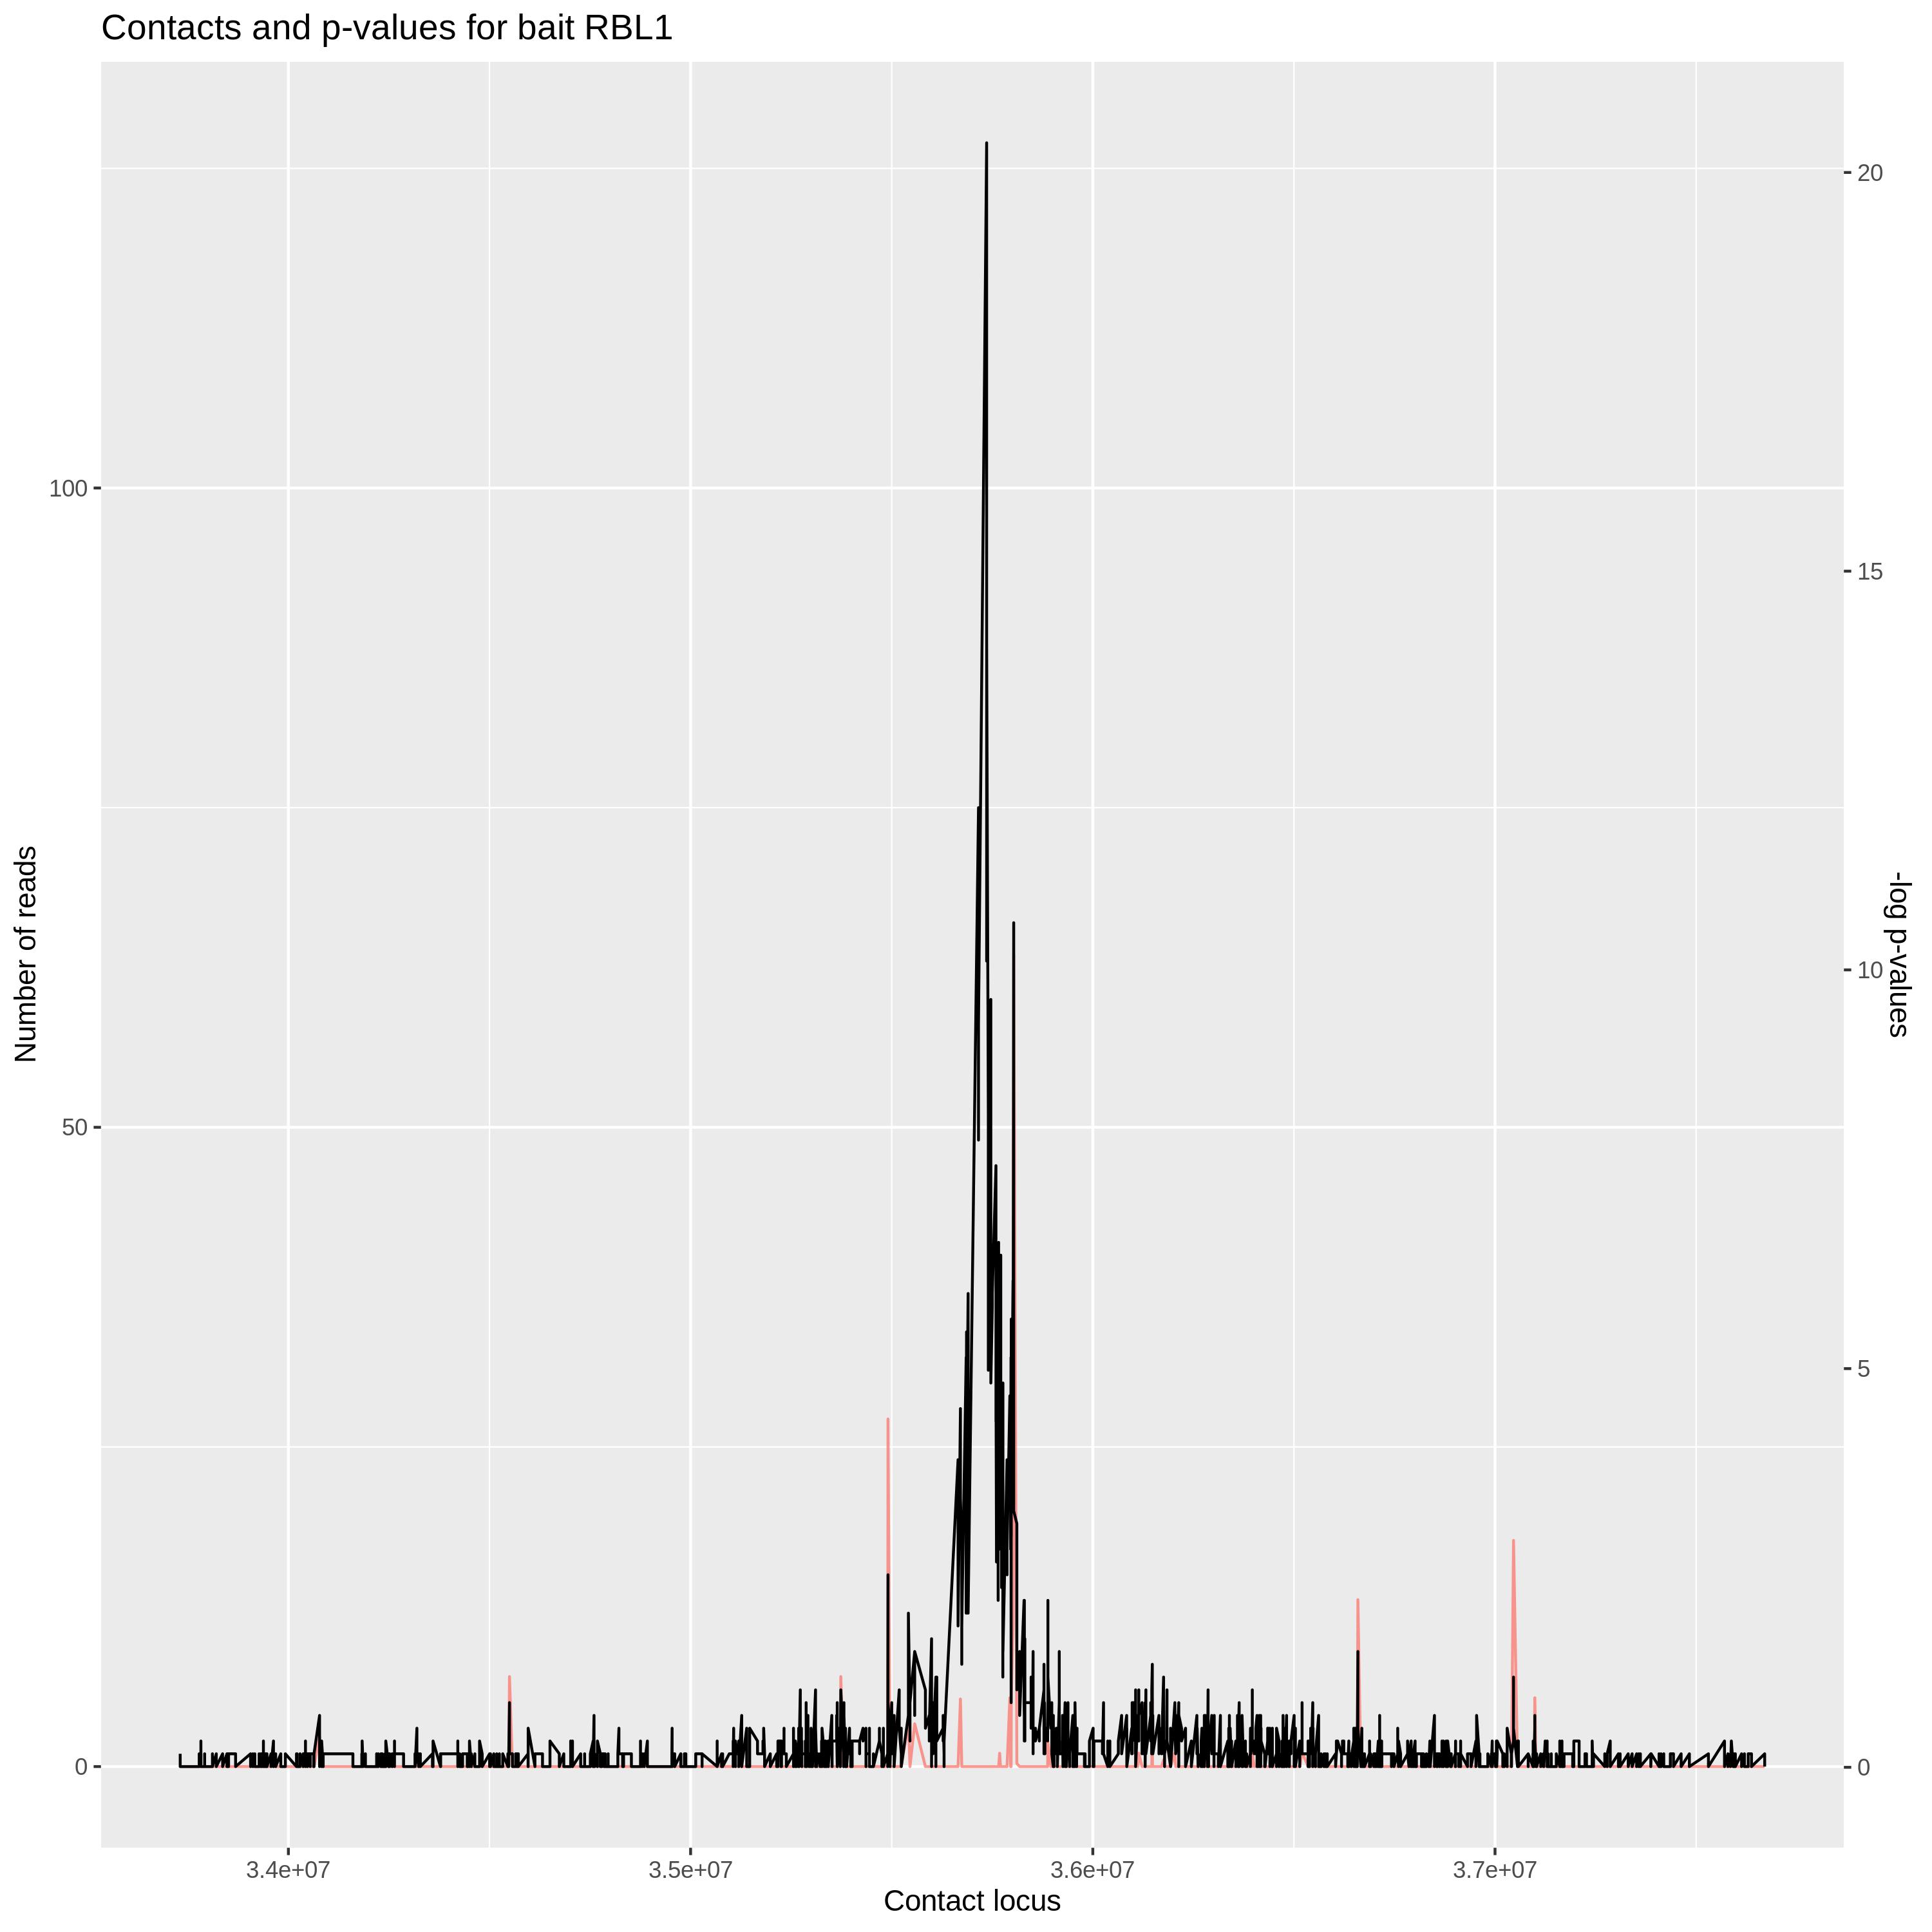 Contacts and p-values for bait RBL1
Number of reads
100
50
0
20
15
10
5
0
-log p-values
3.4e+07
3.5e+07
3.6e+07
3.7e+07
Contact locus